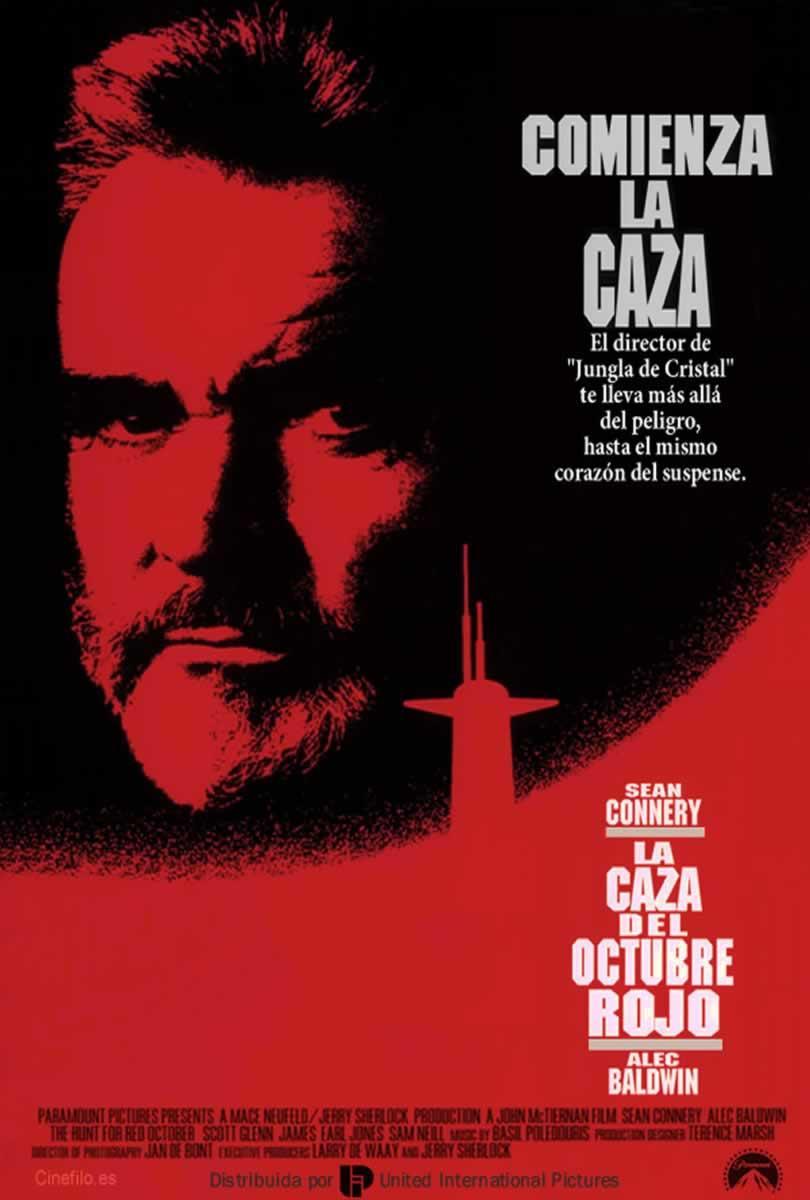 COMIENZA
LA
CAZA
El director de
"Jungla de Cristal"
te lleva más allá
del peligro,
hasta el mismo
corazón del suspense.
SEAN
CONNERY
LA
CAZA
DEL
OCTUBRE
ROJO
ALEC
BALDWIN
PARAMOUNT PICTURES PRESENTS A MACE NEUFELD/JERRY SHERLOCK PRODUCTION A JOHN McTIERNAN FILM SEAN CONNERY ALEC BALDWIN
THE HUNT FOR RED OCTOBER SCOTT GLENN JAMES EARL JONES SAM NEILL MUSIC BY BASIL POLEDOURIS PRODUCTION DESIGNER TERENCE MARSH
DIRECTOR OF PHOTOGRAPHY JAN DE BONT EXECUTIVE PRODUCERS LARRY DE WAAY AND JERRY SHERLOCK
Cinefilo.es
Distribuida por UIP United International Pictures
Paramount